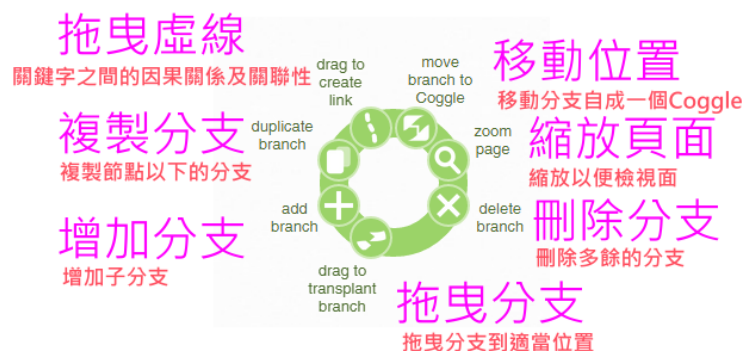 拖曳虛線
關鍵字之間的因果關係及關聯性
drag to
create
link
move
branch to
Coggle
移動位置
移動分支自成一個Coggle
複製分支
複製節點以下的分支
duplicate
branch
zoom
page
縮放頁面
縮放以便檢視面
增加分支
增加子分支
add
branch
delete
branch
刪除分支
刪除多餘的分支
drag to
transplant
branch
拖曳分支
拖曳分支到適當位置